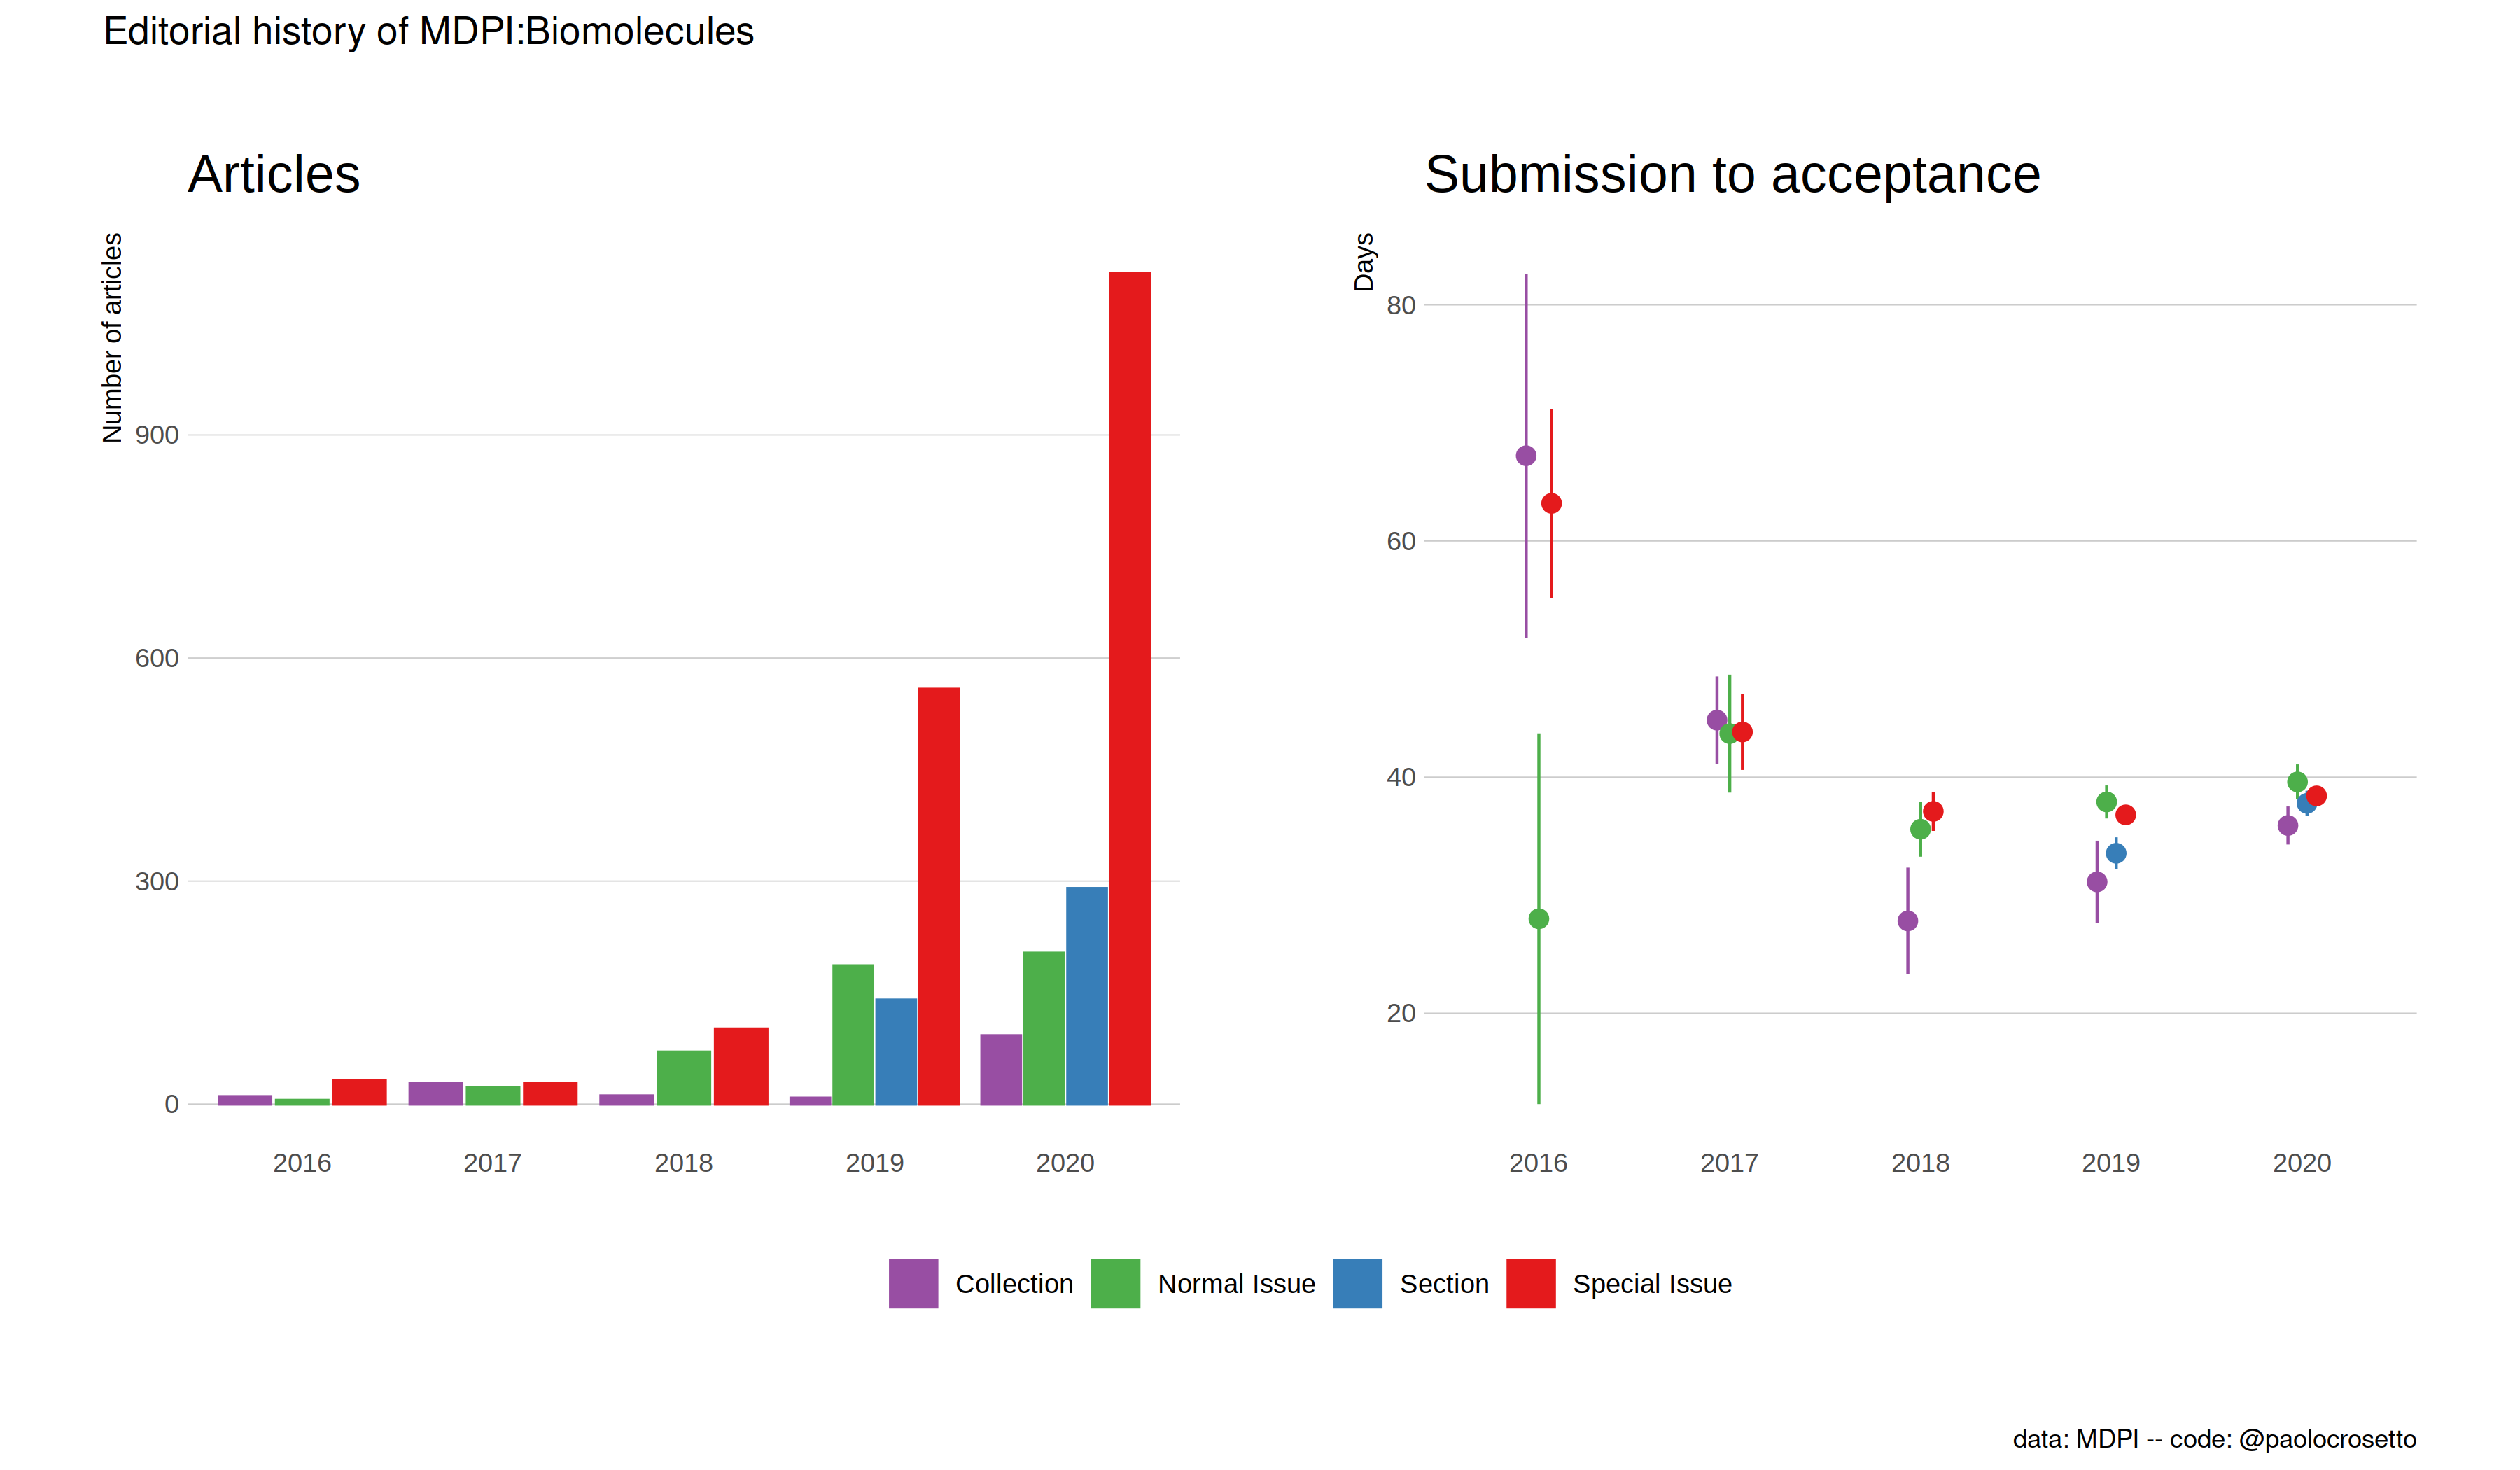 Editorial history of MDPI:Biomolecules
Articles
Number of articles
900
600
300
0
2016 2017 2018 2019 2020
Submission to acceptance
Days
80
60
40
20
2016 2017 2018 2019 2020
Collection Normal Issue Section Special Issue
data: MDPI -- code: @paolocrosetto